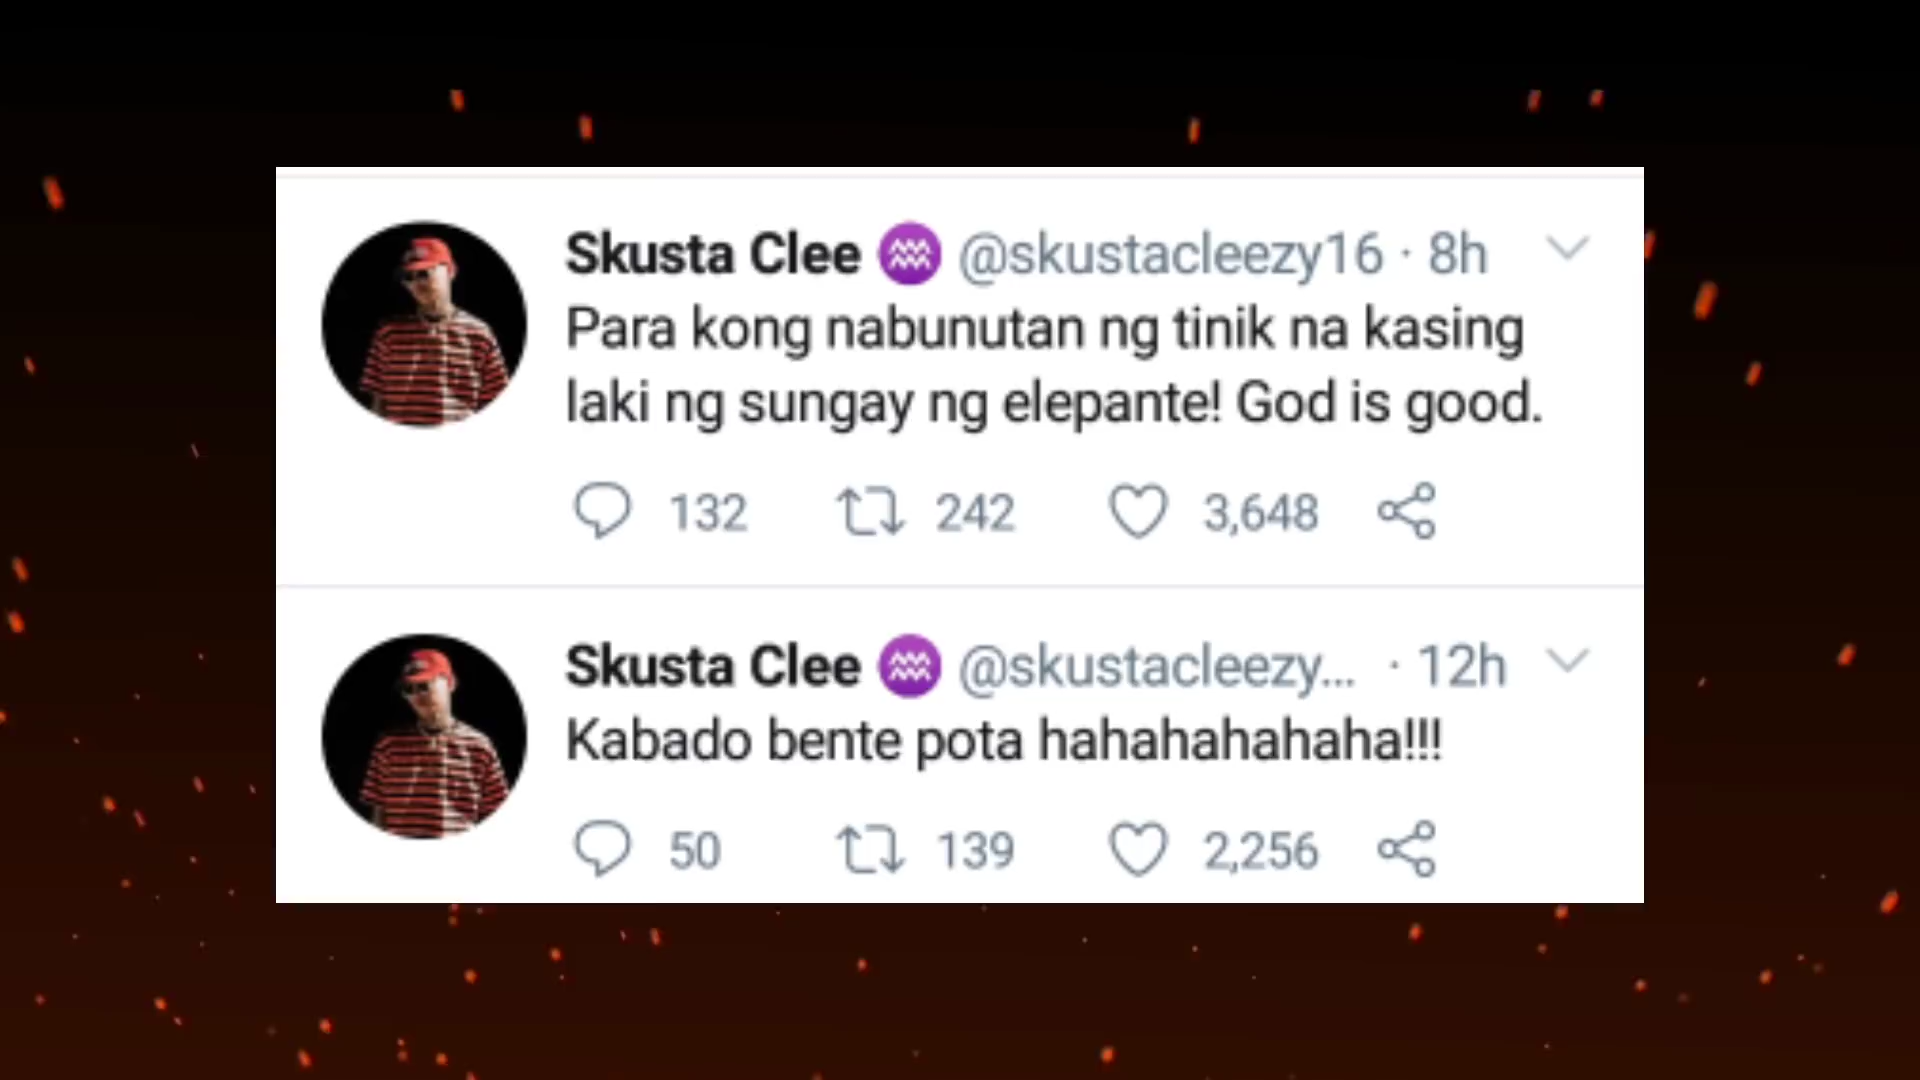 Skusta Clee ♒ @skustacleezy16 · 8h
Para kong nabunutan ng tinik na kasing
laki ng sungay ng elepante! God is good.
132 242 3,648
Skusta Clee ♒ @skustacleezy... · 12h
Kabado bente pota hahahahahaha!!!
50 139 2,256